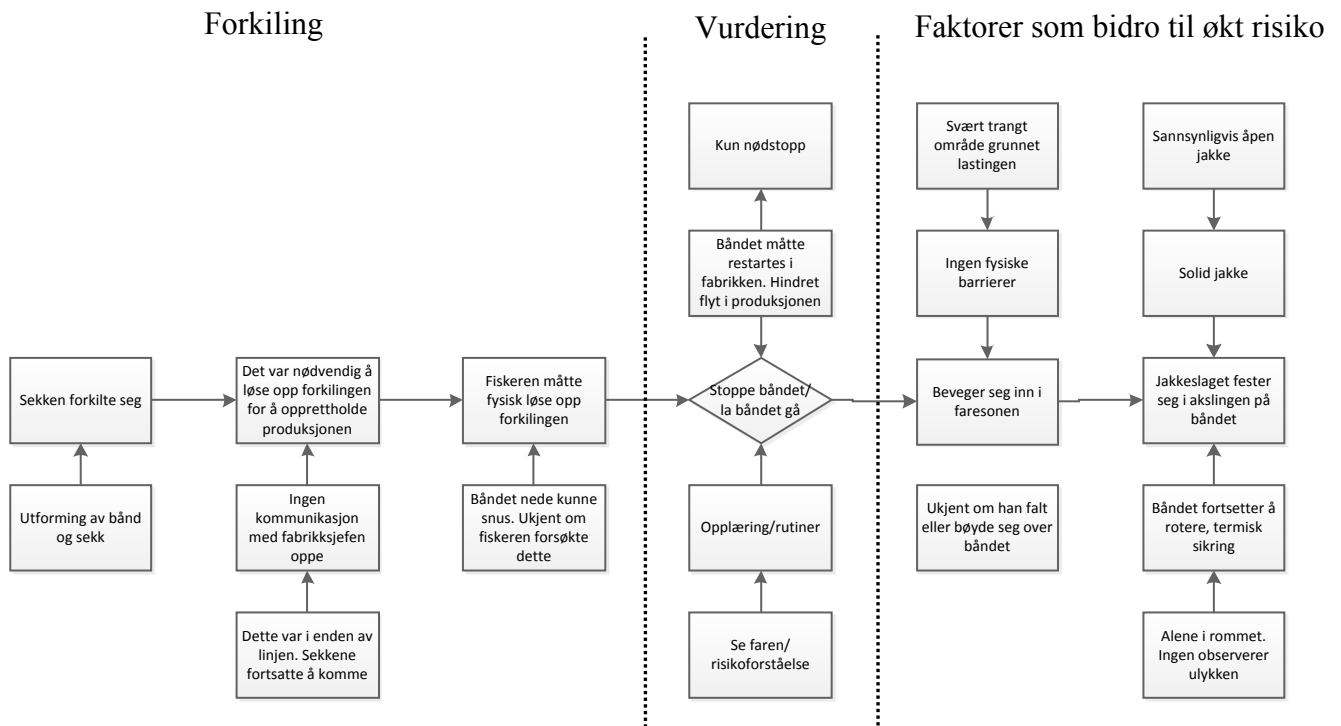 Forkiling
Vurdering
Faktorer som bidro til økt risiko
Sekken forkilte seg
Utforming av bånd
og sekk
Det var nødvendig å
løse opp forkilingen
for å opprettholde
produksjonen
Ingen
kommunikasjon
med fabrikksjefen
oppe
Dette var i enden av
linjen. Sekkene
fortsatte å komme
Fiskeren måtte
fysisk løse opp
forkilingen
Båndet nede kunne
snus. Ukjent om
fiskeren forsøkte
dette
Kun nødstopp
Båndet måtte
restartes i
fabrikken. Hindret
flyt i produksjonen
Stoppe båndet/
la båndet gå
Opplæring/rutiner
Se faren/
risikoforståelse
Svært trangt
område grunnet
lastingen
Ingen fysiske
barrierer
Beveger seg inn i
faresonen
Ukjent om han falt
eller bøyde seg over
båndet
Sannsynligvis åpen
jakke
Solid jakke
Jakkeslaget fester
seg i akslingen på
båndet
Båndet fortsetter å
rotere, termisk
sikring
Alene i rommet.
Ingen observerer
ulykken